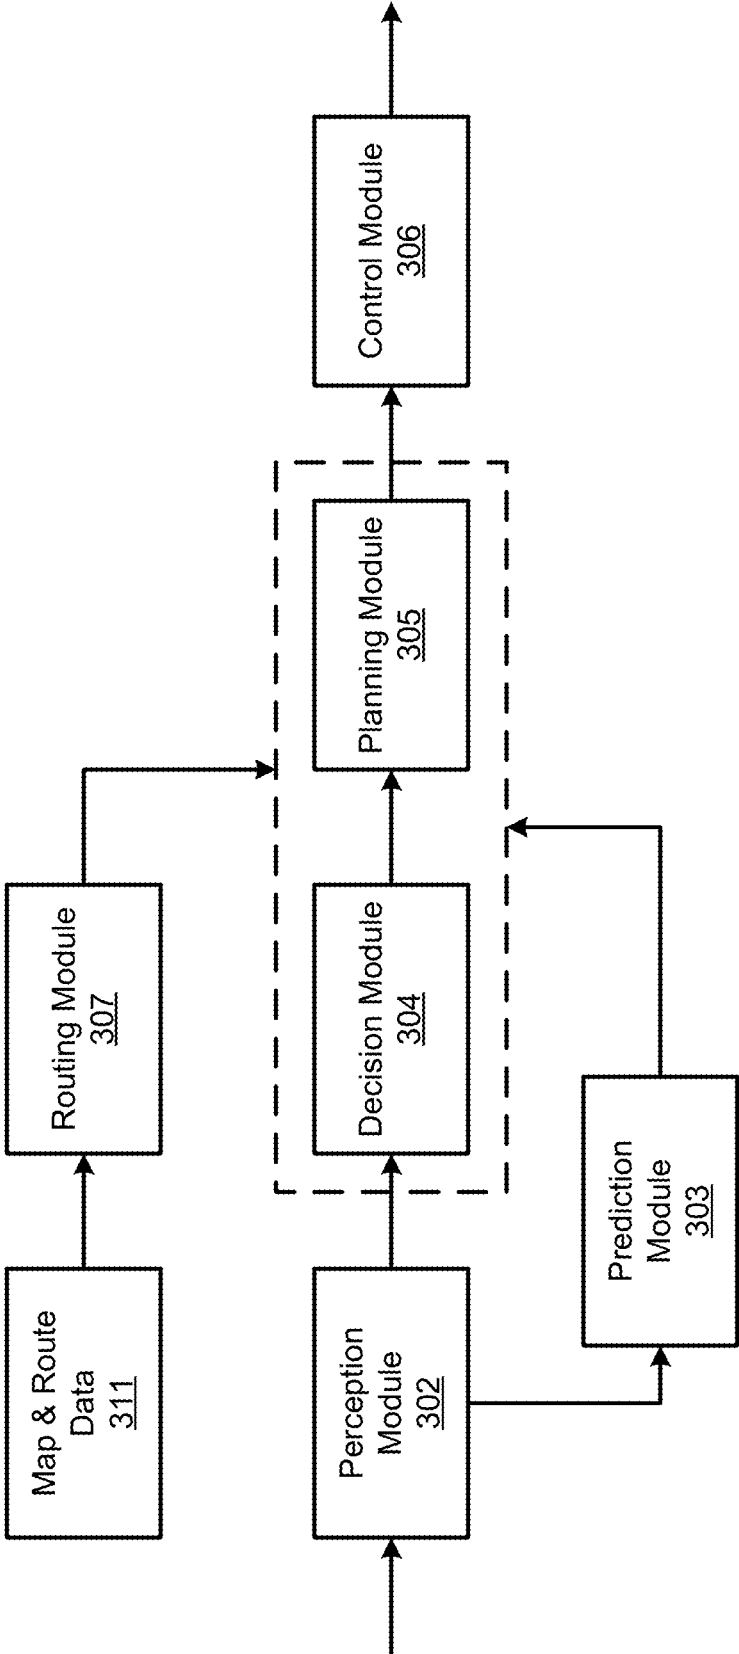 Map & Route
Data
311
Routing Module
307
Perception
Module
302
Decision Module
304
Planning Module
305
Control Module
306
Prediction
Module
303